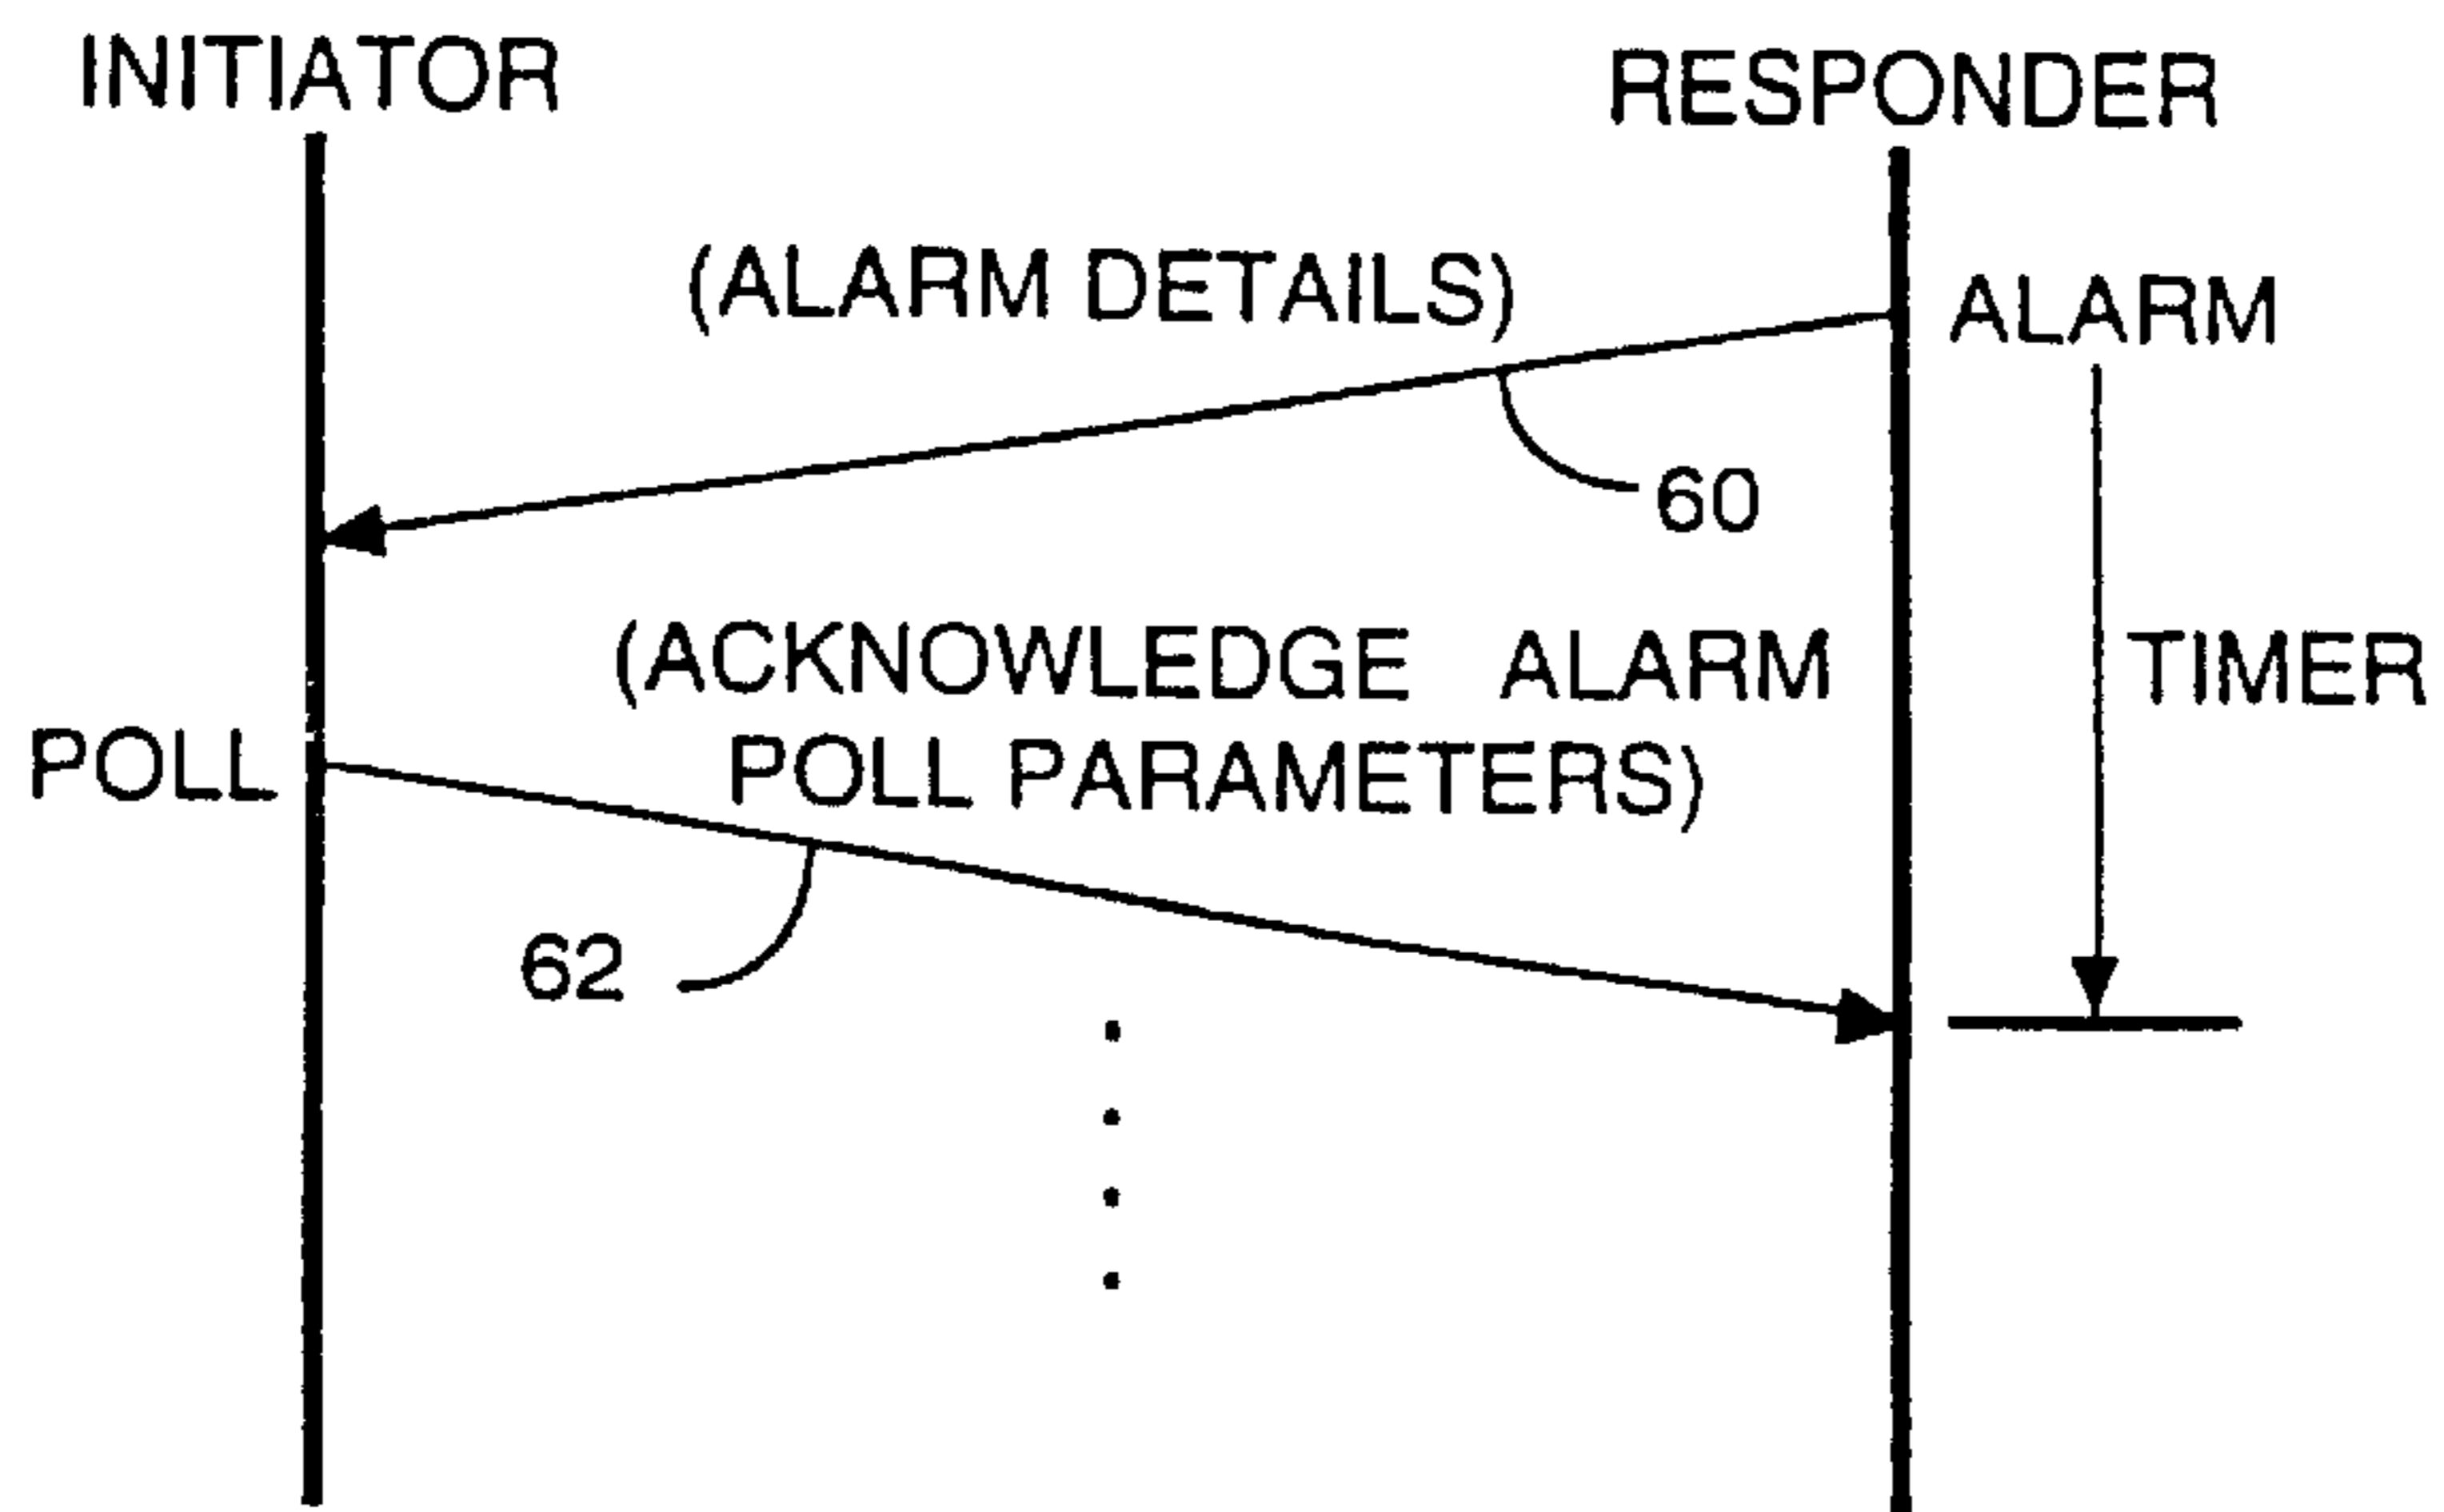 INITIATOR
RESPONDER
(ALARM DETAILS)
ALARM
60
(ACKNOWLEDGE ALARM
TIMER
POLL
POLL PARAMETERS)
62